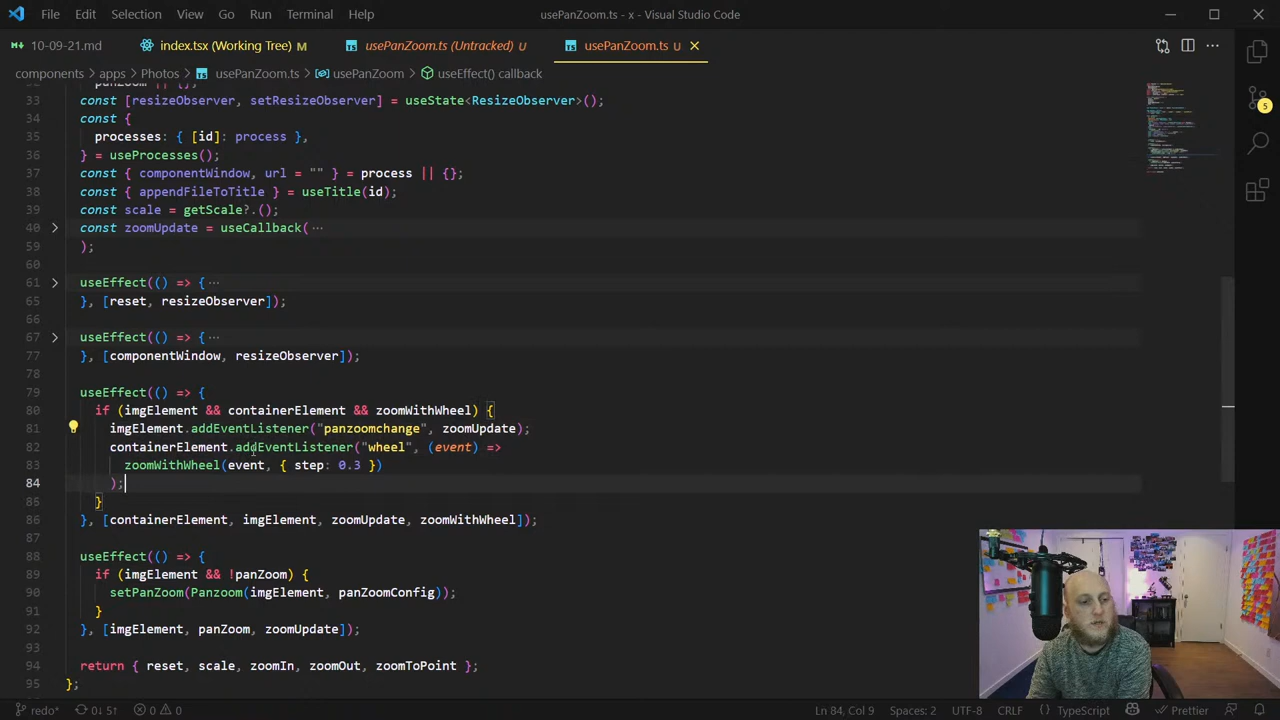 File Edit Selection View Go Run Terminal Help usePanZoom.ts - x - Visual Studio Code
10-09-21.md index.tsx (Working Tree) M usePanZoom.ts (Untracked) U usePanZoom.ts U
components > apps > Photos > usePanZoom.ts > usePanZoom > useEffect() callback
33 const [resizeObserver, setResizeObserver] = useState<ResizeObserver>();
34 const {
35 processes: { [id]: process },
36 } = useProcesses();
37 const { componentWindow, url = "" } = process || {};
38 const { appendFileToTitle } = useTitle(id);
39 const scale = getScale?.();
40 const zoomUpdate = useCallback( ...
59 );
60
61 useEffect(() => { ...
65 }, [reset, resizeObserver]);
66
67 useEffect(() => { ...
77 }, [componentWindow, resizeObserver]);
78
79 useEffect(() => {
80 if (imgElement && containerElement && zoomWithWheel) {
81 imgElement.addEventListener("panzoomchange", zoomUpdate);
82 containerElement.addEventListener("wheel", (event) =>
83 zoomWithWheel(event, { step: 0.3 })
84 );
85 }
86 }, [containerElement, imgElement, zoomUpdate, zoomWithWheel]);
87
88 useEffect(() => {
89 if (imgElement && !panZoom) {
90 setPanZoom(Panzoom(imgElement, panZoomConfig));
91 }
92 }, [imgElement, panZoom, zoomUpdate]);
93
94 return { reset, scale, zoomIn, zoomOut, zoomToPoint };
95 };
5
redo* 0↓ 5↑ 0 0 Ln 84, Col 9 Spaces: 2 UTF-8 CRLF { } TypeScript Prettier